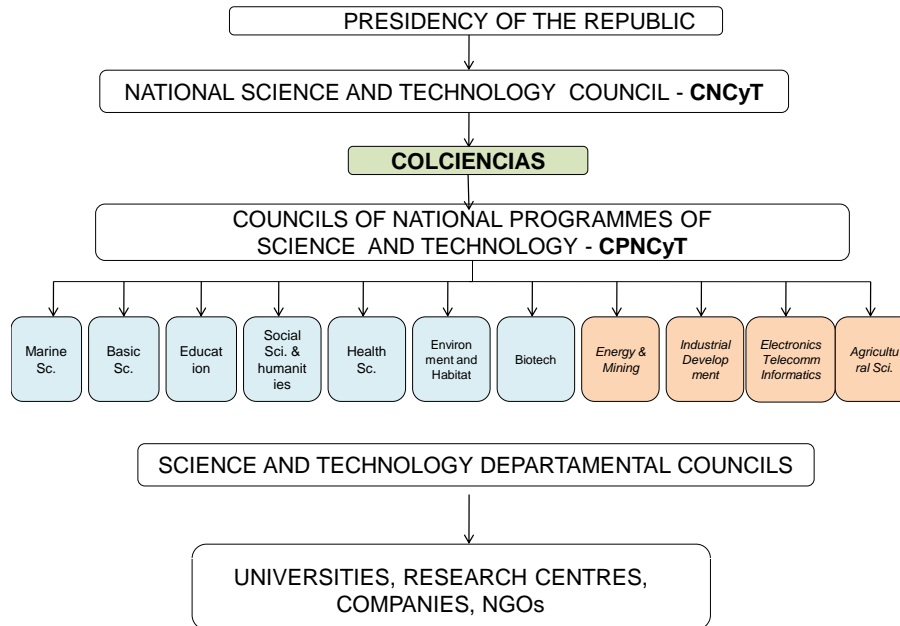 PRESIDENCY OF THE REPUBLIC
NATIONAL SCIENCE AND TECHNOLOGY COUNCIL - CNCyT
COLCIENCIAS
COUNCILS OF NATIONAL PROGRAMMES OF
SCIENCE AND TECHNOLOGY - CPNCyT
Marine
Sc.
Basic
Sc.
Educat
ion
Social
Sci. &
humanit
ies
Health
Sc.
Environ
ment and
Habitat
Biotech
Energy &
Mining
Industrial
Develop
ment
Electronics
Telecomm
Informatics
Agricultu
ral Sci.
SCIENCE AND TECHNOLOGY DEPARTAMENTAL COUNCILS
UNIVERSITIES, RESEARCH CENTRES,
COMPANIES, NGOs